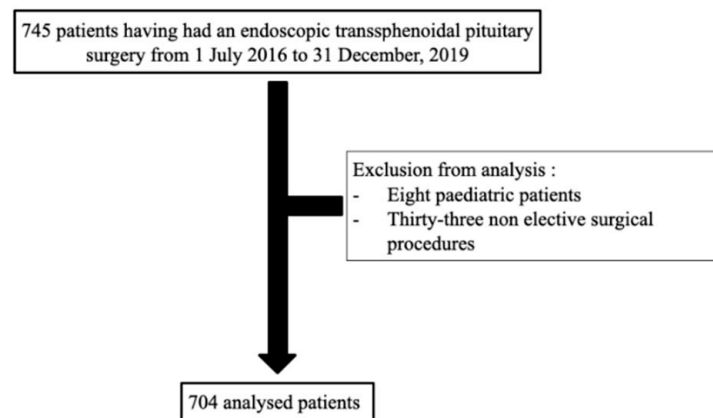 745 patients having had an endoscopic transsphenoidal pituitary
surgery from 1 July 2016 to 31 December, 2019
Exclusion from analysis :
- Eight paediatric patients
- Thirty-three non elective surgical
procedures
704 analysed patients